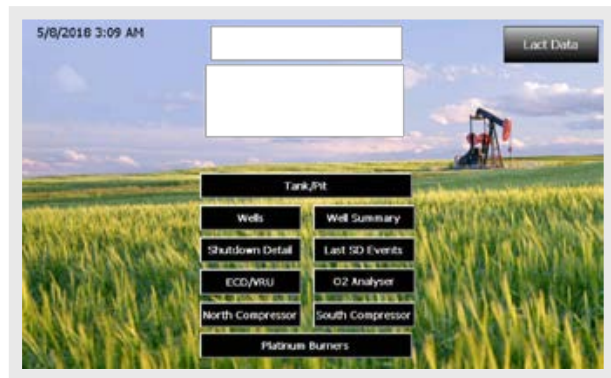 5/8/2018 3:09 AM
Lact Data
Tank/Pit
Wells
Well Summary
Shutdown Detail
Last SD Events
ECD/VRU
O2 Analyser
North Compressor
South Compressor
Platinum Burners